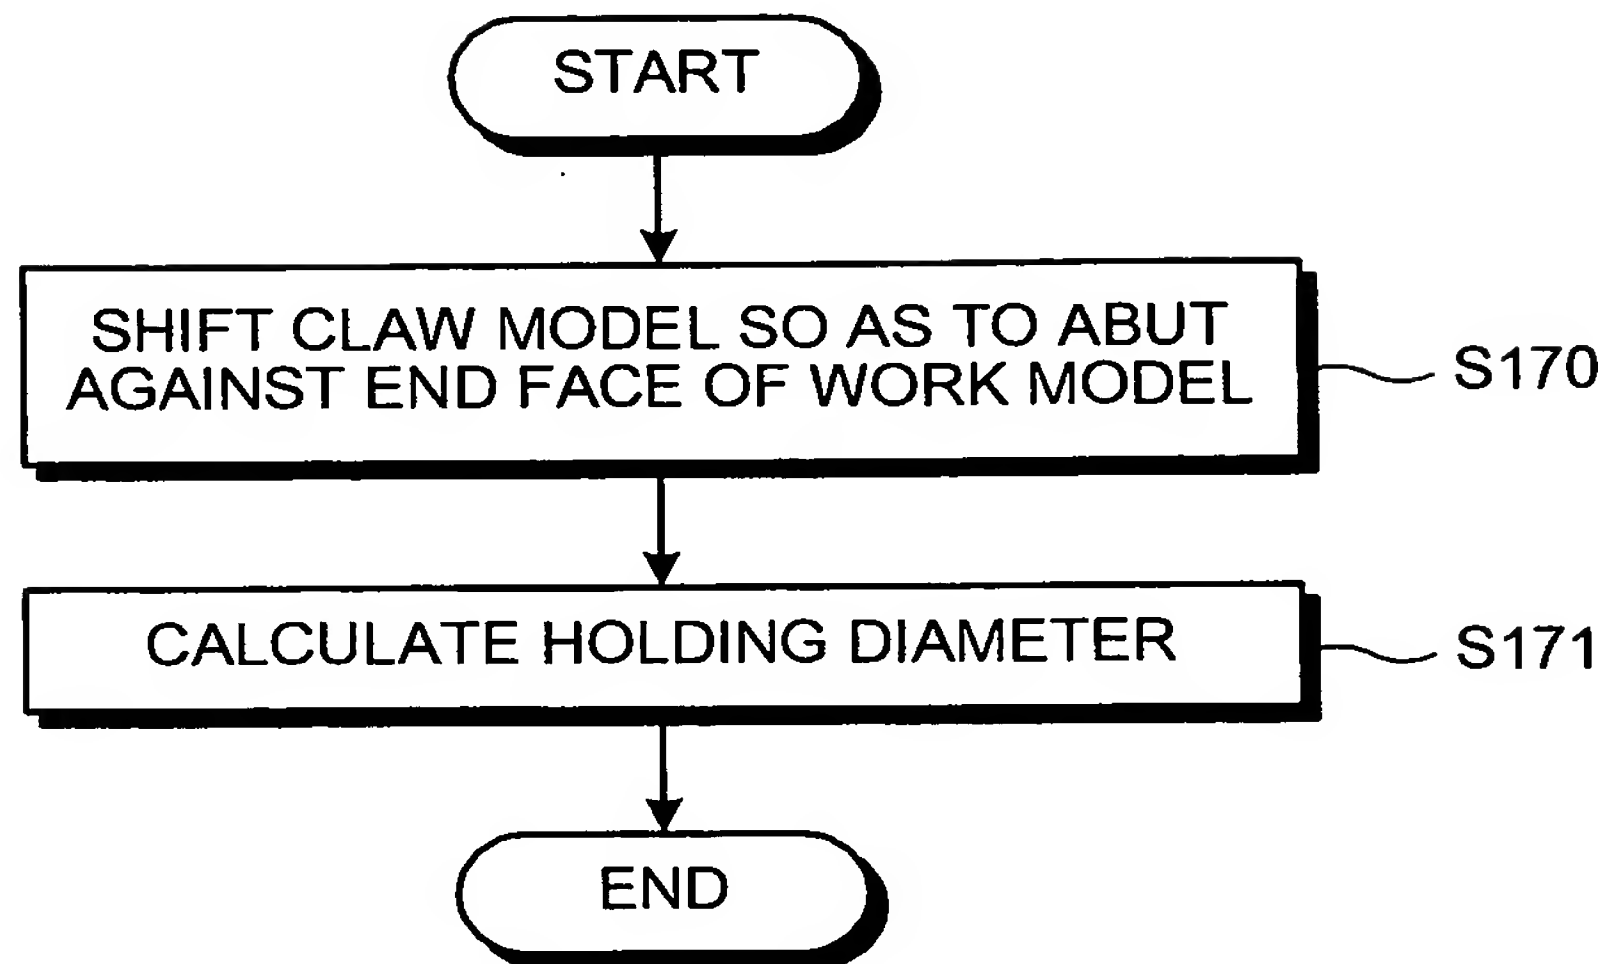 START
SHIFT CLAW MODEL SO AS TO ABUT
AGAINST END FACE OF WORK MODEL
S170
CALCULATE HOLDING DIAMETER
S171
END